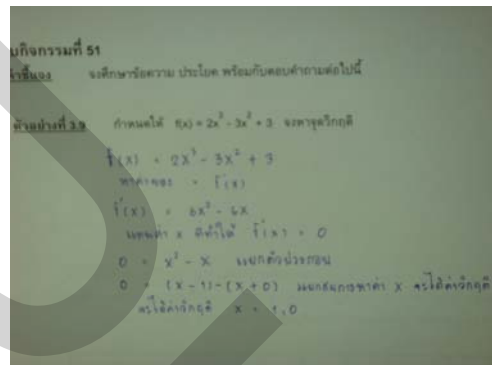 บกิจกรรมที่ 51
คำชี้แจง จงศึกษาข้อความ ประโยค พร้อมกับตอบคำถามต่อไปนี้
ตัวอย่างที่ 3.9 กำหนดให้ f(x) = 2x³ - 3x² + 3 จงหาจุดวิกฤติ
f(x) = 2x³ - 3x² + 3
หาค่าของ = f'(x)
f'(x) = 6x² - 6x
แทนค่า x ที่ทำให้ f'(x) = 0
0 = x² - x แยกตัวประกอบ
0 = (x - 1) - (x + 0) แยกสมการหาค่า x จะได้ค่าวิกฤติ
จะได้ค่าวิกฤติ x = 1, 0